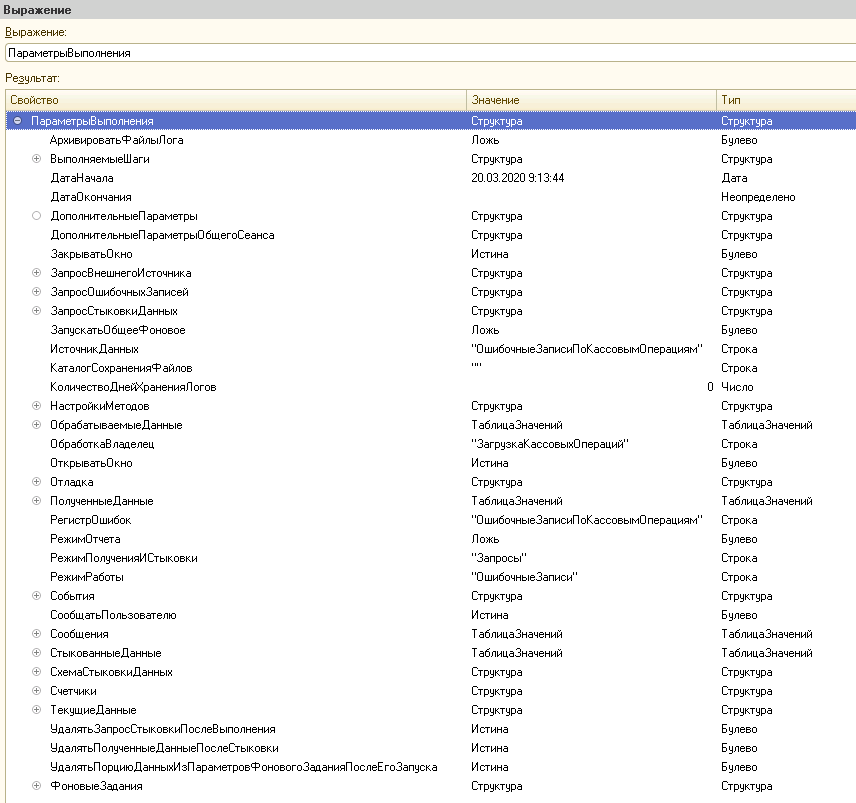 Выражение
Выражение:
ПараметрыВыполнения
Результат:
Свойство Значение Тип
ПараметрыВыполнения Структура Структура
АрхивироватьФайлыЛога Ложь Булево
ВыполняемыеШаги Структура Структура
ДатаНачала 20.03.2020 9:13:44 Дата
ДатаОкончания Неопределено
ДополнительныеПараметры Структура Структура
ДополнительныеПараметрыОбщегоСеанса Структура Структура
ЗакрыватьОкно Истина Булево
ЗапросВнешнегоИсточника Структура Структура
ЗапросОшибочныхЗаписей Структура Структура
ЗапросСтыковкиДанных Структура Структура
ЗапускатьОбщееФоновое Ложь Булево
ИсточникДанных "ОшибочныеЗаписиПоКассовымОперациям" Строка
КаталогСохраненияФайлов "" Строка
КоличествоДнейХраненияЛогов 0 Число
НастройкиМетодов Структура Структура
ОбрабатываемыеДанные ТаблицаЗначений ТаблицаЗначений
ОбработкаВладелец "ЗагрузкаКассовыхОпераций" Строка
ОткрыватьОкно Истина Булево
Отладка Структура Структура
ПолученныеДанные ТаблицаЗначений ТаблицаЗначений
РегистрОшибок "ОшибочныеЗаписиПоКассовымОперациям" Строка
РежимОтчета Ложь Булево
РежимПолученияИСтыковки "Запросы" Строка
РежимРаботы "ОшибочныеЗаписи" Строка
События Структура Структура
СообщатьПользователю Истина Булево
Сообщения ТаблицаЗначений ТаблицаЗначений
СтыкованныеДанные ТаблицаЗначений ТаблицаЗначений
СхемаСтыковкиДанных Структура Структура
Счетчики Структура Структура
ТекущиеДанные Структура Структура
УдалятьЗапросСтыковкиПослеВыполнения Истина Булево
УдалятьПолученныеДанныеПослеСтыковки Истина Булево
УдалятьПорциюДанныхИзПараметровФоновогоЗаданияПослеЕгоЗапуска Истина Булево
ФоновыеЗадания Структура Структура